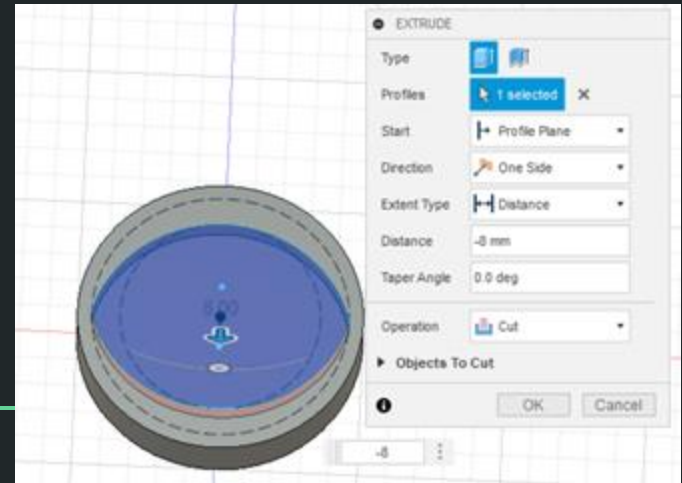 EXTRUDE
Type
Profiles 1 selected
Start Profile Plane
Direction One Side
Extent Type Distance
Distance -8 mm
Taper Angle 0.0 deg
Operation Cut
Objects To Cut
OK Cancel
-8